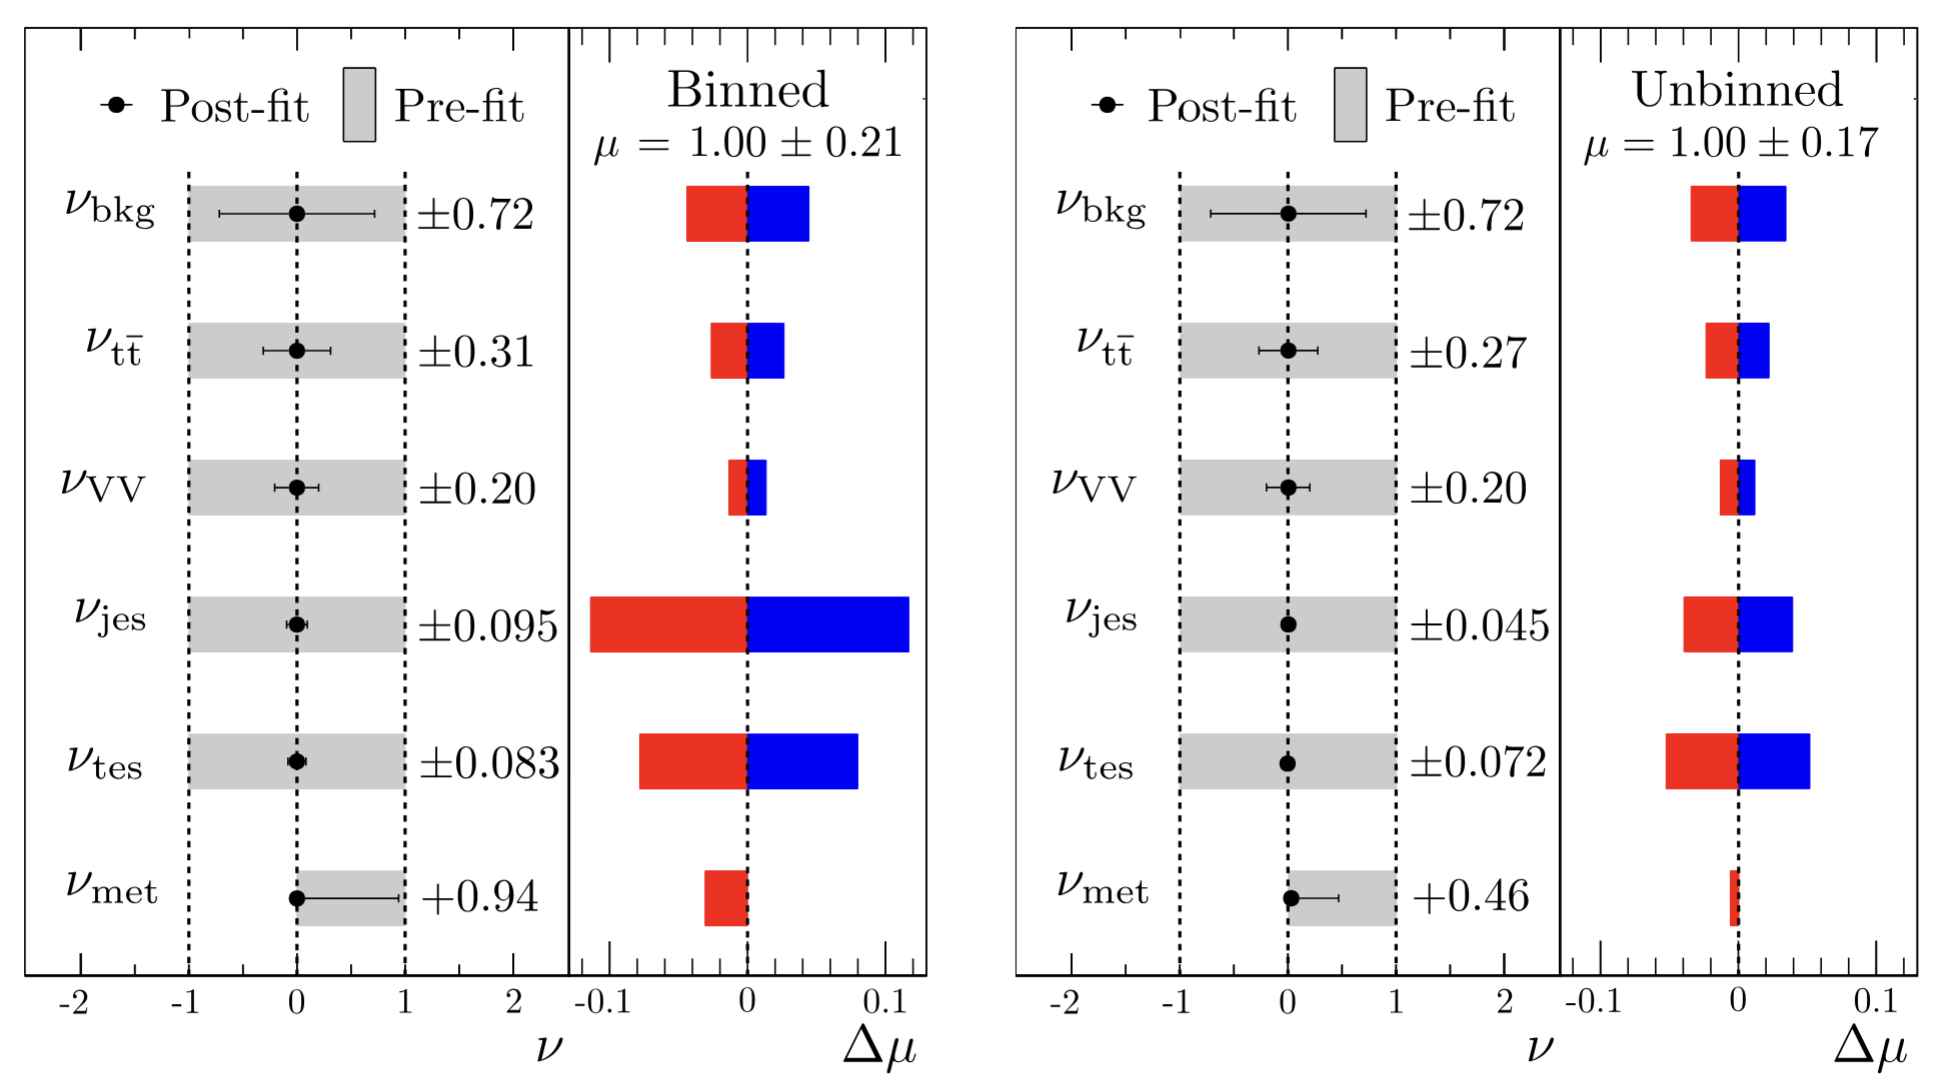 Post-fit Pre-fit Binned
μ = 1.00 ± 0.21
ν_bkg ±0.72
ν_tt̄ ±0.31
ν_VV ±0.20
ν_jes ±0.095
ν_tes ±0.083
ν_met +0.94
-2 -1 0 1 2 -0.1 0 0.1
ν Δμ
Post-fit Pre-fit Unbinned
μ = 1.00 ± 0.17
ν_bkg ±0.72
ν_tt̄ ±0.27
ν_VV ±0.20
ν_jes ±0.045
ν_tes ±0.072
ν_met +0.46
-2 -1 0 1 2 -0.1 0 0.1
ν Δμ